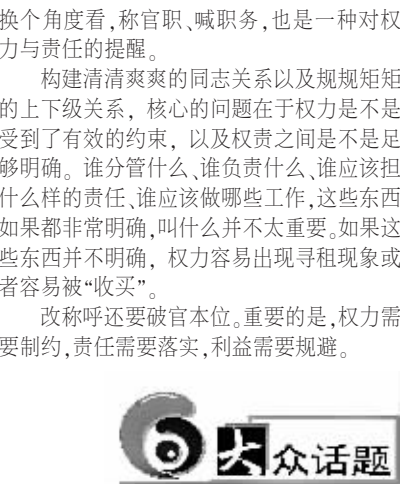 换个角度看,称官职、喊职务,也是一种对权
力与责任的提醒。
构建清清爽爽的同志关系以及规规矩矩
的上下级关系，核心的问题在于权力是不是
受到了有效的约束，以及权责之间是不是足
够明确。谁分管什么、谁负责什么、谁应该担
什么样的责任、谁应该做哪些工作,这些东西
如果都非常明确,叫什么并不太重要。如果这
些东西并不明确，权力容易出现寻租现象或
者容易被“收买”。
改称呼还要破官本位。重要的是,权力需
要制约,责任需要落实,利益需要规避。
大众话题